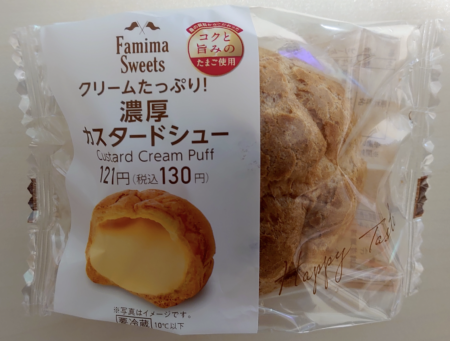 Famima
Sweets
コクと
旨みの
たまご使用
クリームたっぷり!
濃厚
カスタードシュー
Custard Cream Puff
121円(税込130円)
Happy
※写真はイメージです。
要冷蔵 10℃以下